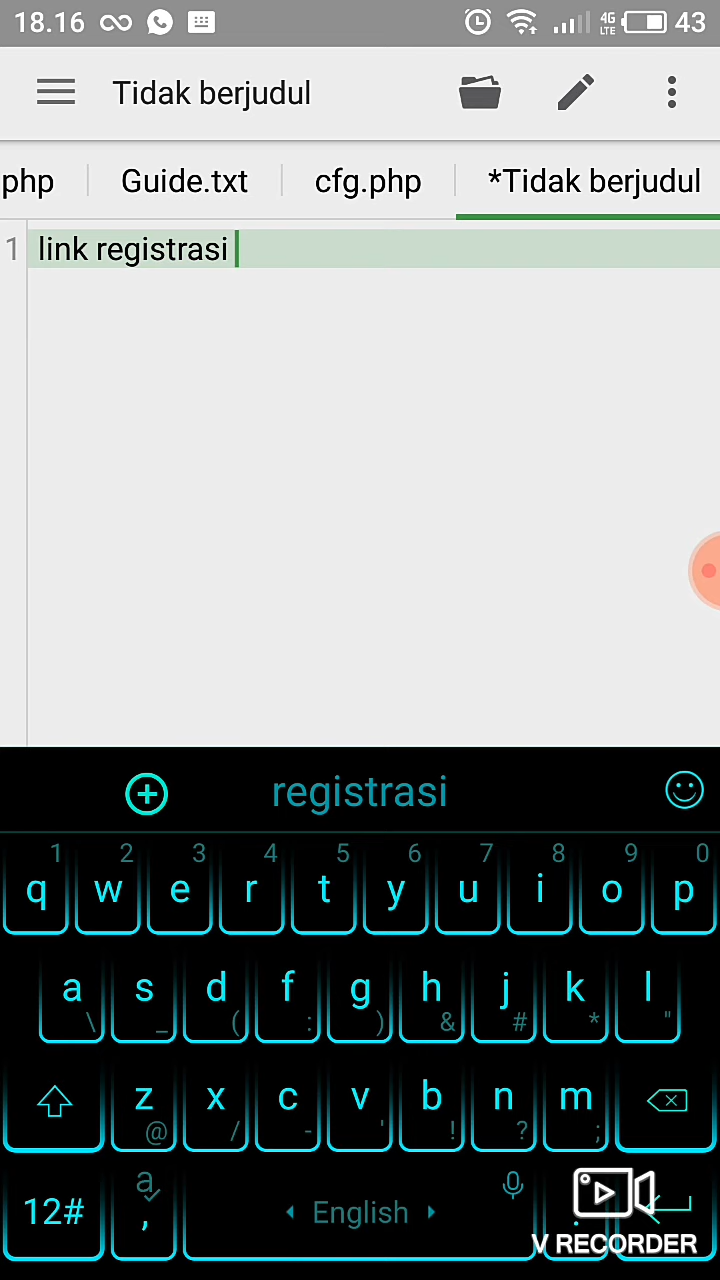 18.16 4G LTE 43
Tidak berjudul
php Guide.txt cfg.php *Tidak berjudul
1 link registrasi
registrasi
1 2 3 4 5 6 7 8 9 0
q w e r t y u i o p
a s d f g h j k l
\ _ ( : ) & # * "
z x c v b n m
@ / - ' ! ? ;
a
12# , English .
V RECORDER